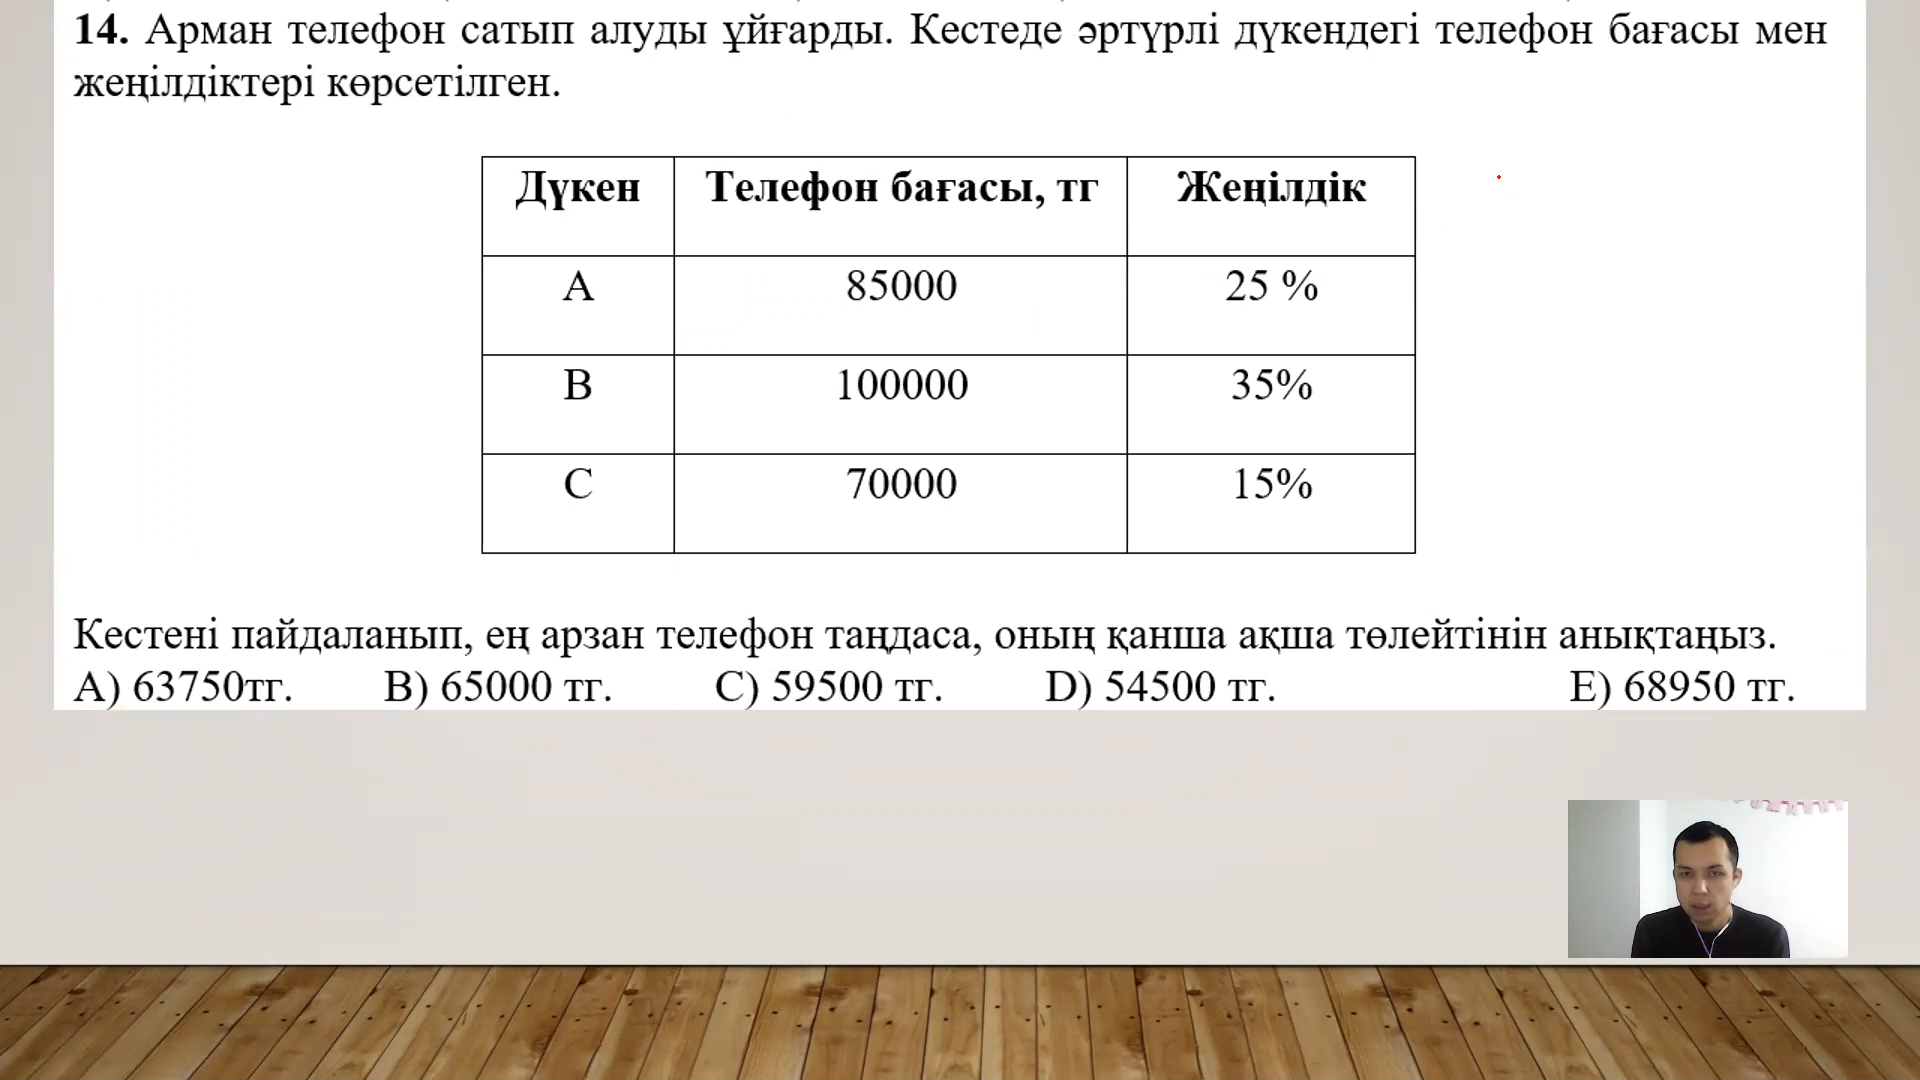 14. Арман телефон сатып алуды ұйғарды. Кестеде әртүрлі дүкендегі телефон бағасы мен
жеңілдіктері көрсетілген.
Дүкен Телефон бағасы, тг Жеңілдік
A 85000 25 %
B 100000 35%
C 70000 15%
Кестені пайдаланып, ең арзан телефон таңдаса, оның қанша ақша төлейтінін анықтаңыз.
A) 63750тг. B) 65000 тг. C) 59500 тг. D) 54500 тг. E) 68950 тг.